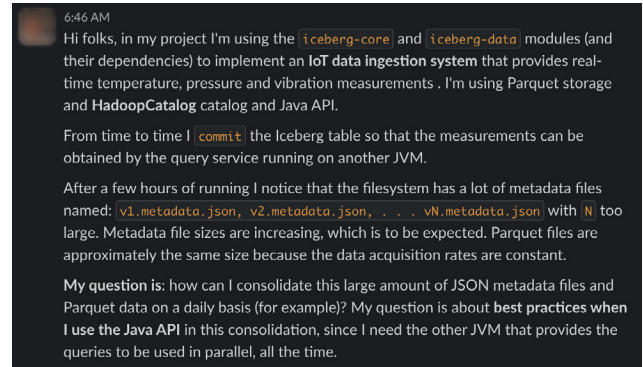 6:46 AM
Hi folks, in my project I'm using the iceberg-core and iceberg-data modules (and
their dependencies) to implement an IoT data ingestion system that provides real-
time temperature, pressure and vibration measurements . I'm using Parquet storage
and HadoopCatalog catalog and Java API.
From time to time I commit the Iceberg table so that the measurements can be
obtained by the query service running on another JVM.
After a few hours of running I notice that the filesystem has a lot of metadata files
named: v1.metadata.json, v2.metadata.json, . . . vN.metadata.json with N too
large. Metadata file sizes are increasing, which is to be expected. Parquet files are
approximately the same size because the data acquisition rates are constant.
My question is: how can I consolidate this large amount of JSON metadata files and
Parquet data on a daily basis (for example)? My question is about best practices when
I use the Java API in this consolidation, since I need the other JVM that provides the
queries to be used in parallel, all the time.